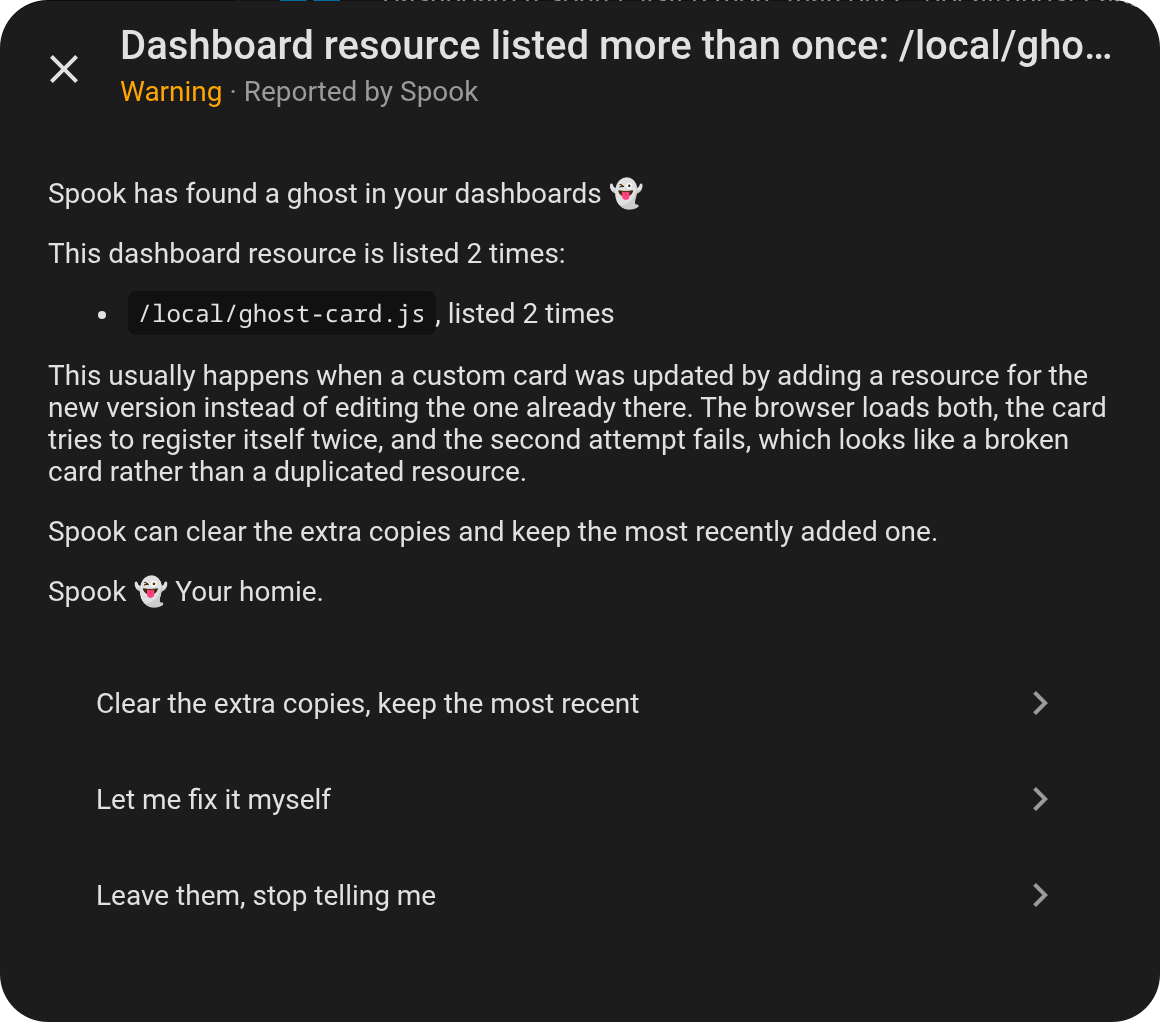 Dashboard resource listed more than once: /local/gho...
Warning · Reported by Spook
Spook has found a ghost in your dashboards 👻
This dashboard resource is listed 2 times:
• /local/ghost-card.js, listed 2 times
This usually happens when a custom card was updated by adding a resource for the
new version instead of editing the one already there. The browser loads both, the card
tries to register itself twice, and the second attempt fails, which looks like a broken
card rather than a duplicated resource.
Spook can clear the extra copies and keep the most recently added one.
Spook 👻 Your homie.
Clear the extra copies, keep the most recent
Let me fix it myself
Leave them, stop telling me